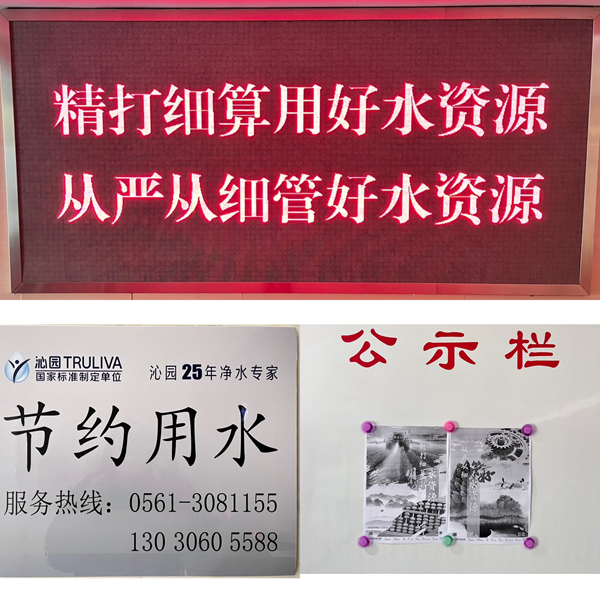 精打细算用好水资源
从严从细管好水资源
沁园 TRULIVA
国家标准制定单位
沁园 25 年净水专家
节约用水
服务热线：0561-3081155
130 3060 5588
公示栏